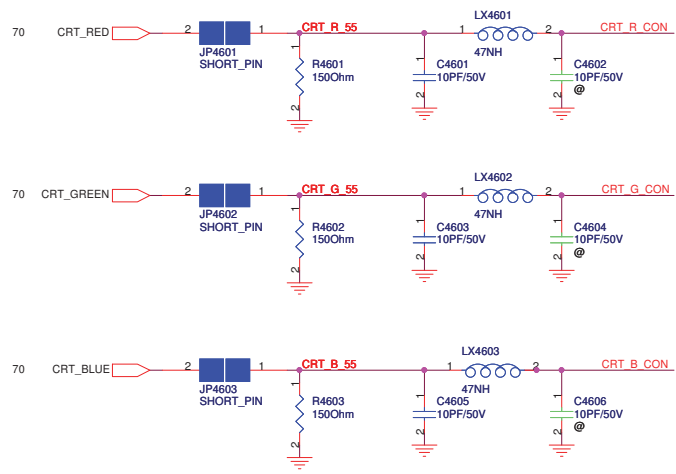 LX4601
70 CRT_RED 2 1 CRT_R_55 1 2 CRT_R_CON
JP4601
SHORT_PIN
47NH
1 1 1
R4601
150Ohm
C4601
10PF/50V
C4602
10PF/50V
@
2 2 2
LX4602
70 CRT_GREEN 2 1 CRT_G_55 1 2 CRT_G_CON
JP4602
SHORT_PIN
47NH
1 1 1
R4602
150Ohm
C4603
10PF/50V
C4604
10PF/50V
@
2 2 2
LX4603
70 CRT_BLUE 2 1 CRT_B_55 1 2 CRT_B_CON
JP4603
SHORT_PIN
47NH
1 1 1
R4603
150Ohm
C4605
10PF/50V
C4606
10PF/50V
@
2 2 2